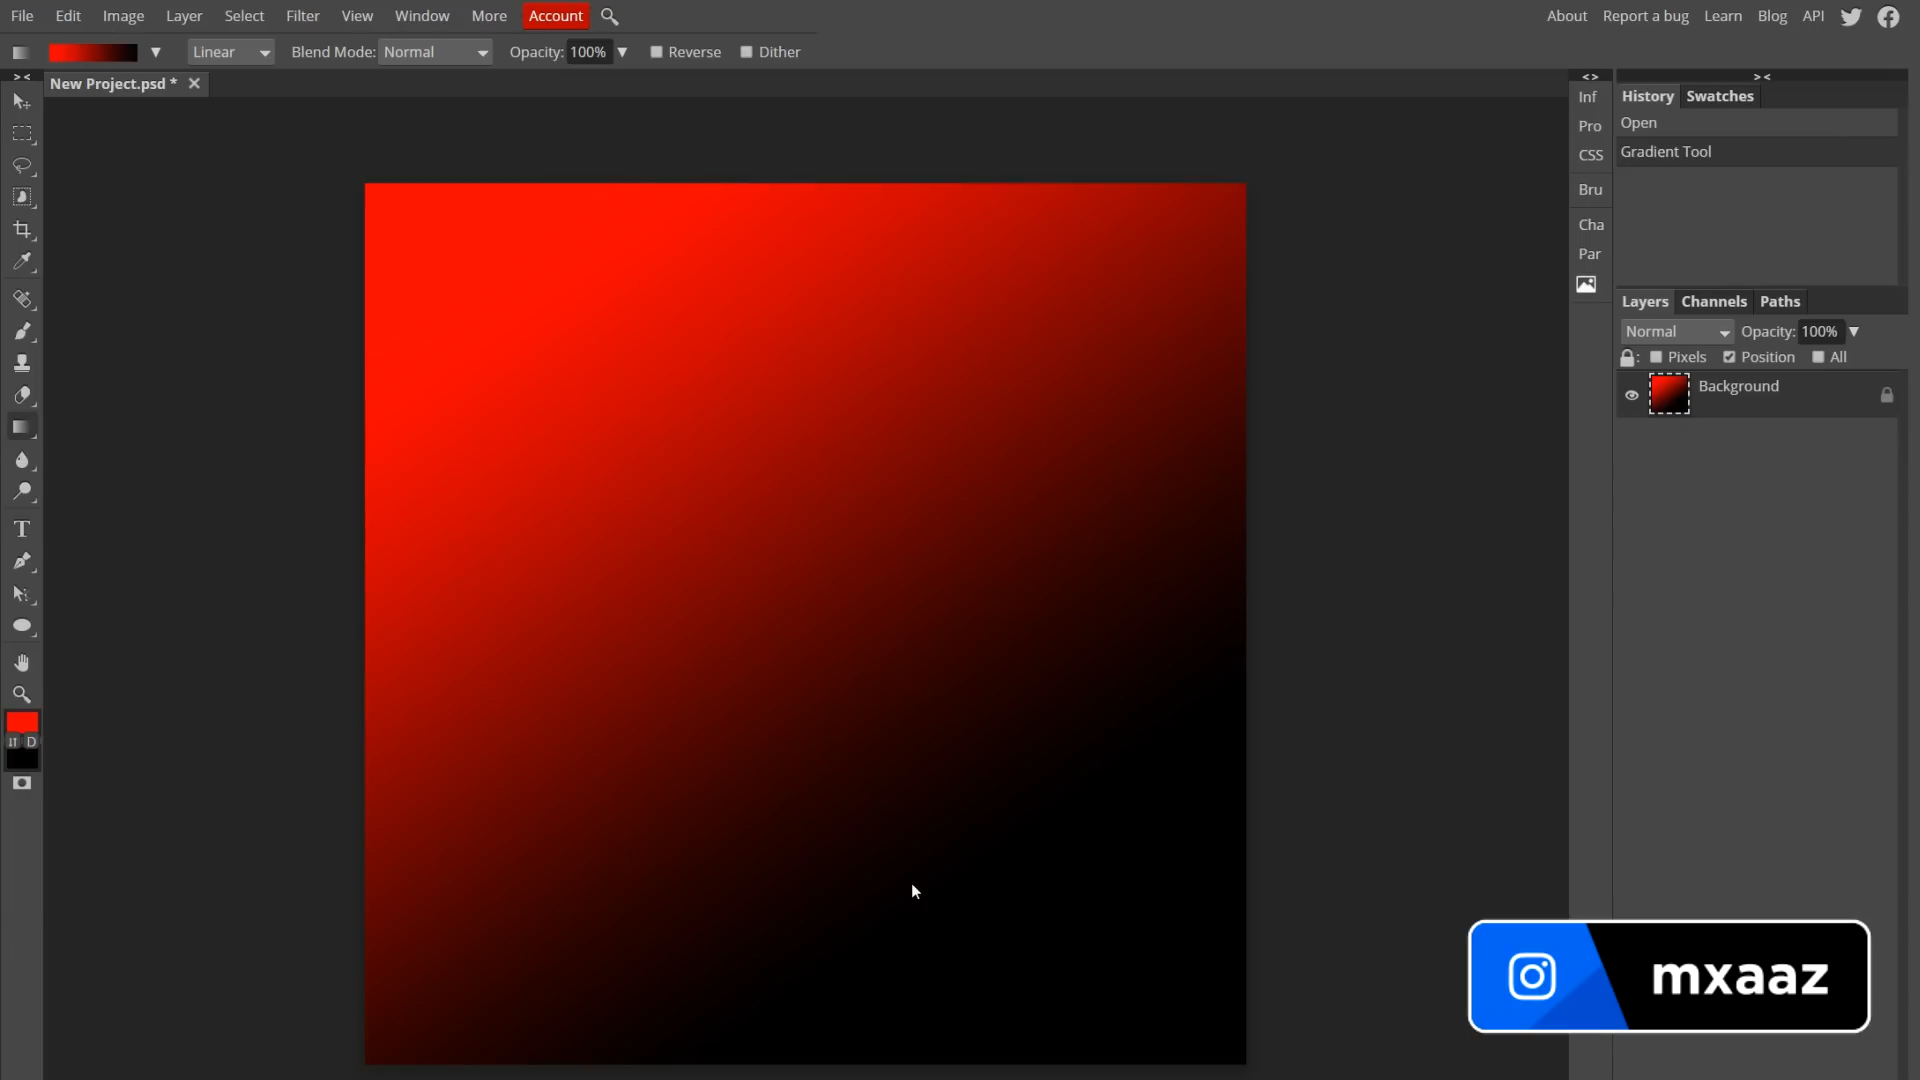 File Edit Image Layer Select Filter View Window More Account About Report a bug Learn Blog API
Linear Blend Mode: Normal Opacity: 100% Reverse Dither
> < <> > <
New Project.psd *
Inf
Pro
CSS
Bru
Cha
Par
History Swatches
Open
Gradient Tool
Layers Channels Paths
Normal Opacity: 100%
: Pixels Position All
Background
T
D
mxaaz